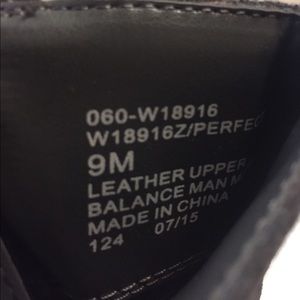 060-W18916
W18916Z/PERFEC
9M
LEATHER UPPER
BALANCE MAN M
MADE IN CHINA
124 07/15